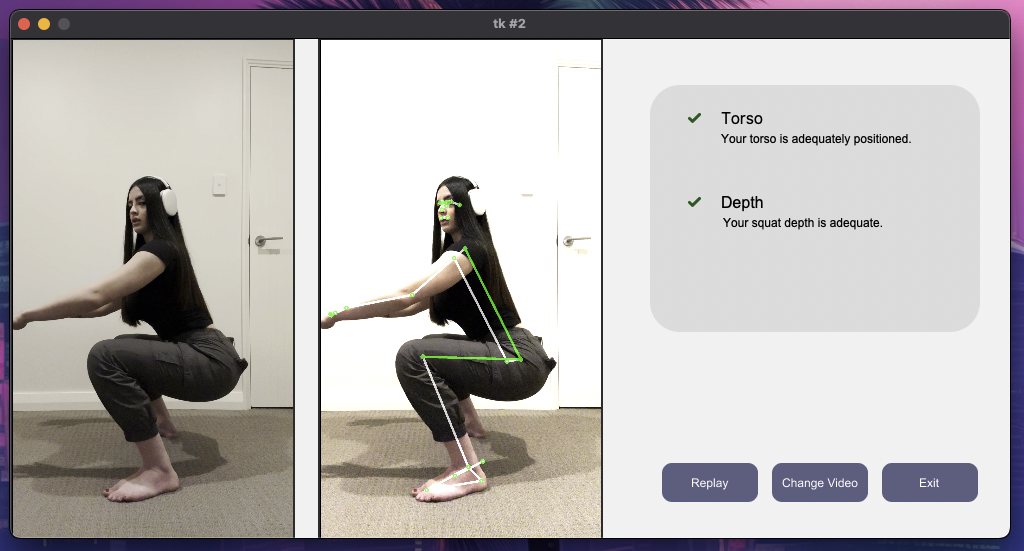 tk #2
Torso
Your torso is adequately positioned.
Depth
Your squat depth is adequate.
Replay
Change Video
Exit